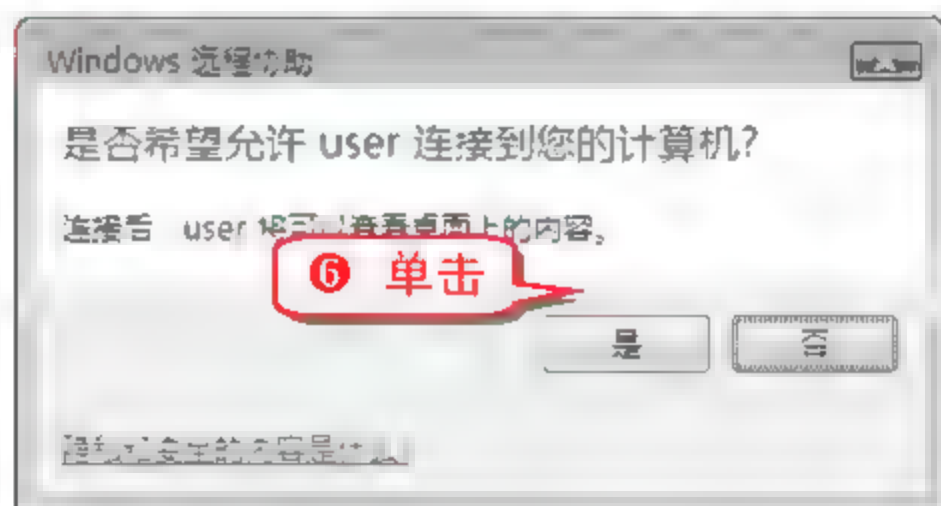 Windows 远程协助
是否希望允许 user 连接到您的计算机?
连接后 user 将可以查看桌面上的内容。
❻ 单击
是 否